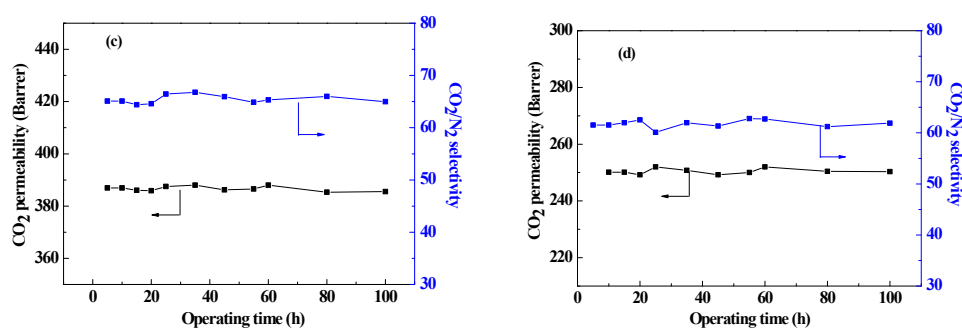 (c)
CO2 permeability (Barrer)
440
420
400
380
360
CO2/N2 selectivity
80
70
60
50
40
30
0 20 40 60 80 100
Operating time (h)
(d)
CO2 permeability (Barrer)
300
280
260
240
220
CO2/N2 selectivity
80
70
60
50
40
30
0 20 40 60 80 100
Operating time (h)